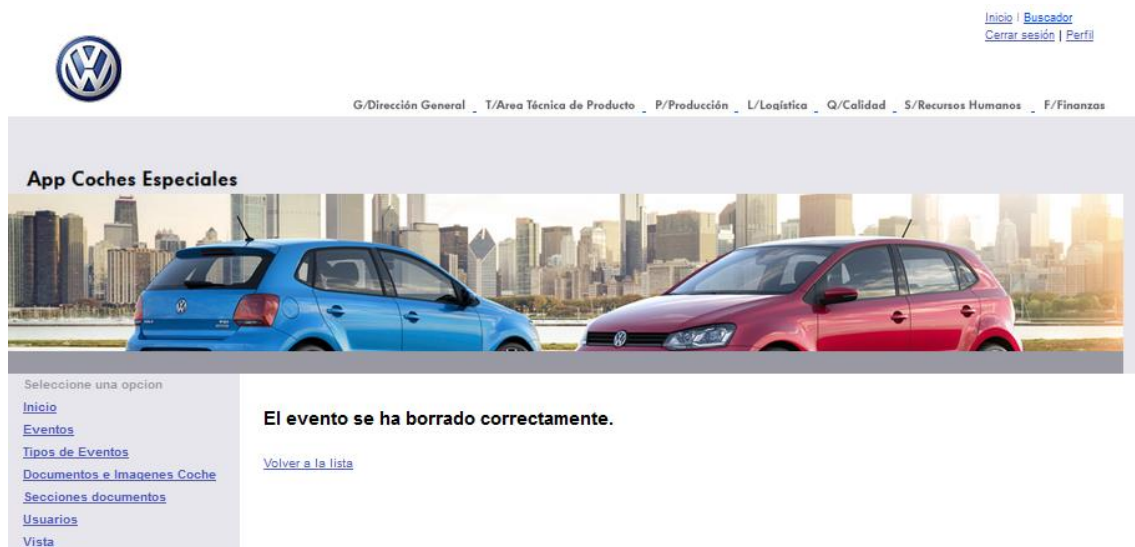 Inicio | Buscador
Cerrar sesión | Perfil
G/Dirección General _ T/Area Técnica de Producto _ P/Producción _ L/Logística _ Q/Calidad _ S/Recursos Humanos _ F/Finanzas
App Coches Especiales
Seleccione una opcion
Inicio
Eventos
Tipos de Eventos
Documentos e Imagenes Coche
Secciones documentos
Usuarios
Vista
El evento se ha borrado correctamente.
Volver a la lista